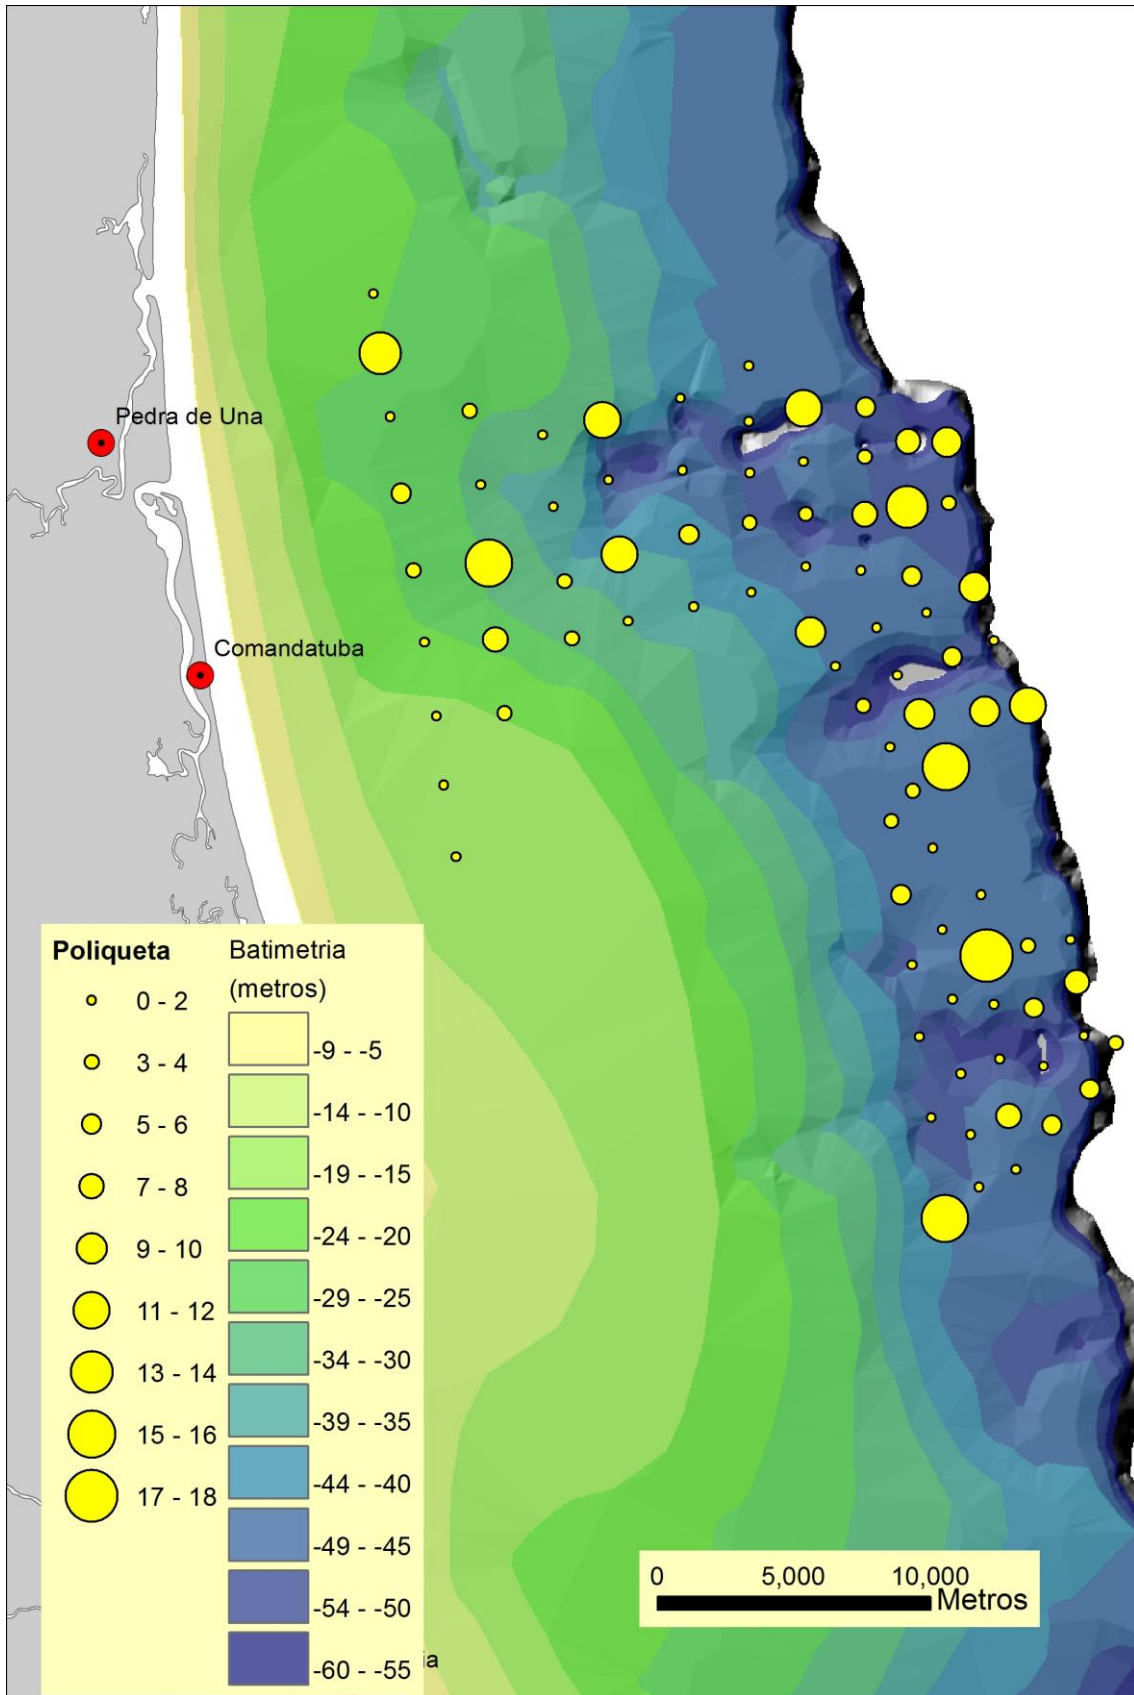 Pedra de Una
Comandatuba
Poliqueta
0 - 2
3 - 4
5 - 6
7 - 8
9 - 10
11 - 12
13 - 14
15 - 16
17 - 18
Batimetria
(metros)
-9 - -5
-14 - -10
-19 - -15
-24 - -20
-29 - -25
-34 - -30
-39 - -35
-44 - -40
-49 - -45
-54 - -50
-60 - -55
0 5,000 10,000
Metros